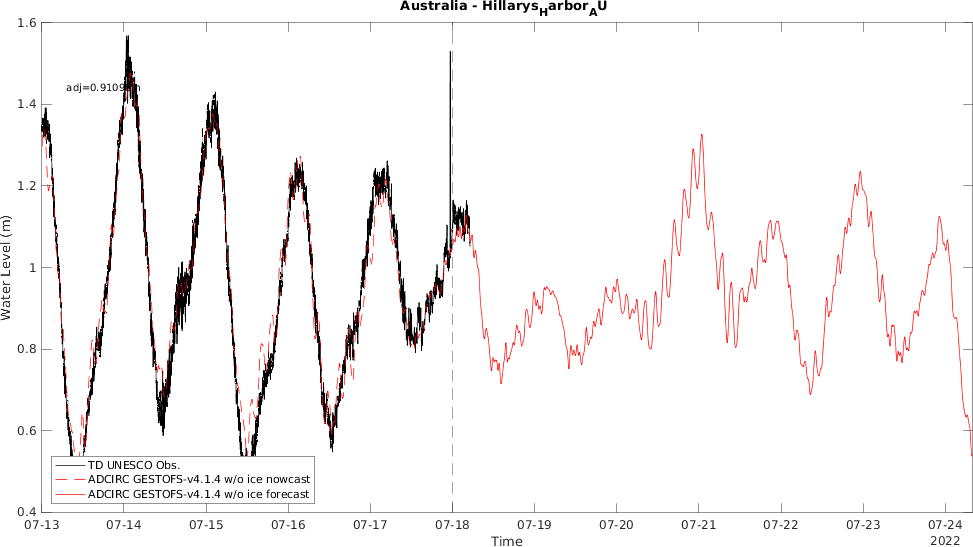 Australia - HillarysHarborAU
1.6
1.4
1.2
1
0.8
0.6
0.4
Water Level (m)
adj=0.9109
TD UNESCO Obs.
ADCIRC GESTOFS-v4.1.4 w/o ice nowcast
ADCIRC GESTOFS-v4.1.4 w/o ice forecast
07-13 07-14 07-15 07-16 07-17 07-18 07-19 07-20 07-21 07-22 07-23 07-24
Time
2022